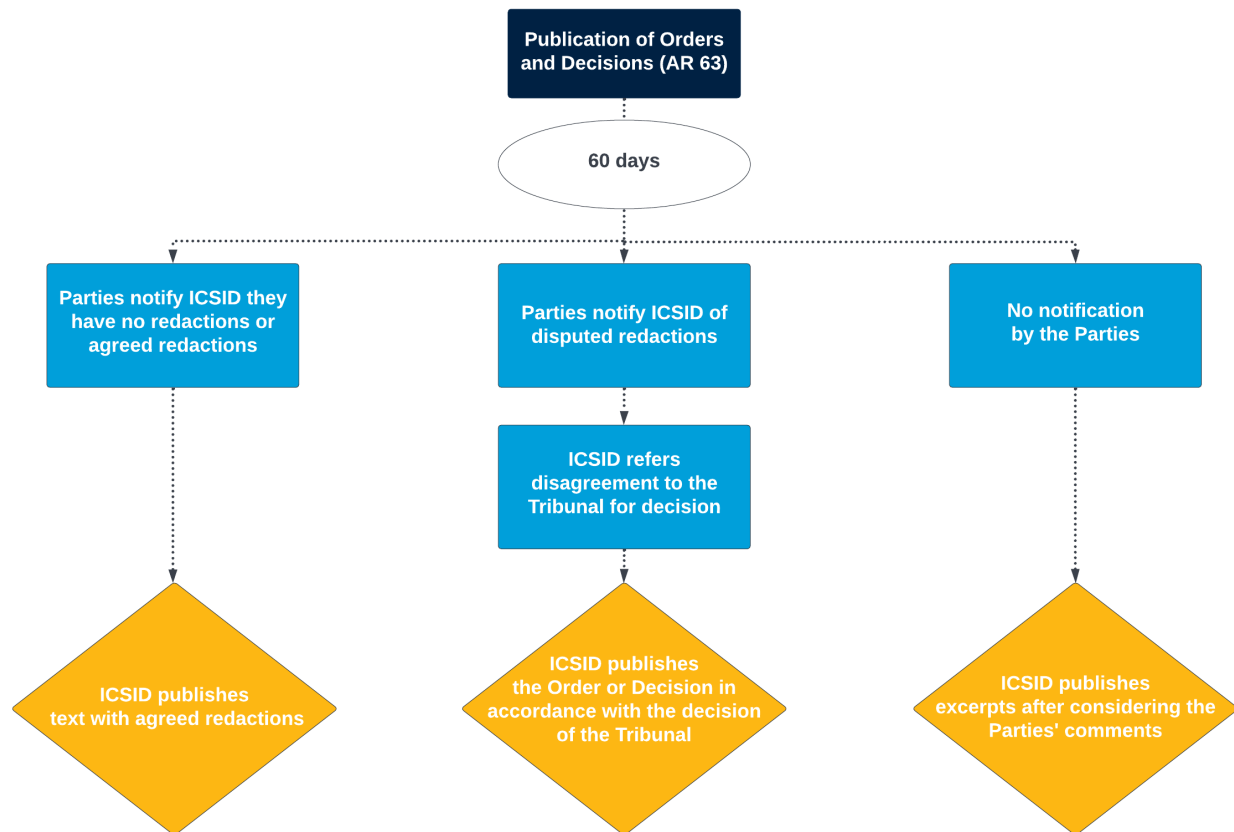 Publication of Orders
and Decisions (AR 63)
60 days
Parties notify ICSID they
have no redactions or
agreed redactions
Parties notify ICSID of
disputed redactions
No notification
by the Parties
ICSID refers
disagreement to the
Tribunal for decision
ICSID publishes
text with agreed redactions
ICSID publishes
the Order or Decision in
accordance with the decision
of the Tribunal
ICSID publishes
excerpts after considering the
Parties' comments